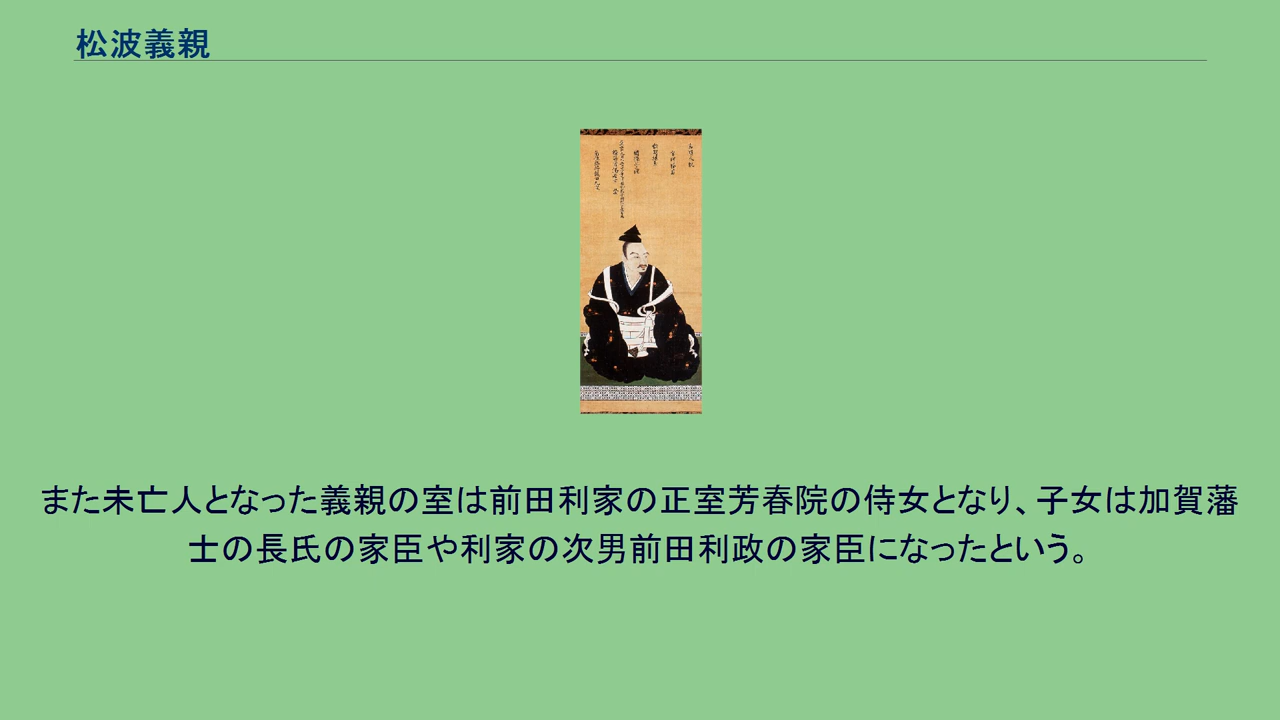 松波義親
また未亡人となった義親の室は前田利家の正室芳春院の侍女となり、子女は加賀藩
士の長氏の家臣や利家の次男前田利政の家臣になったという。